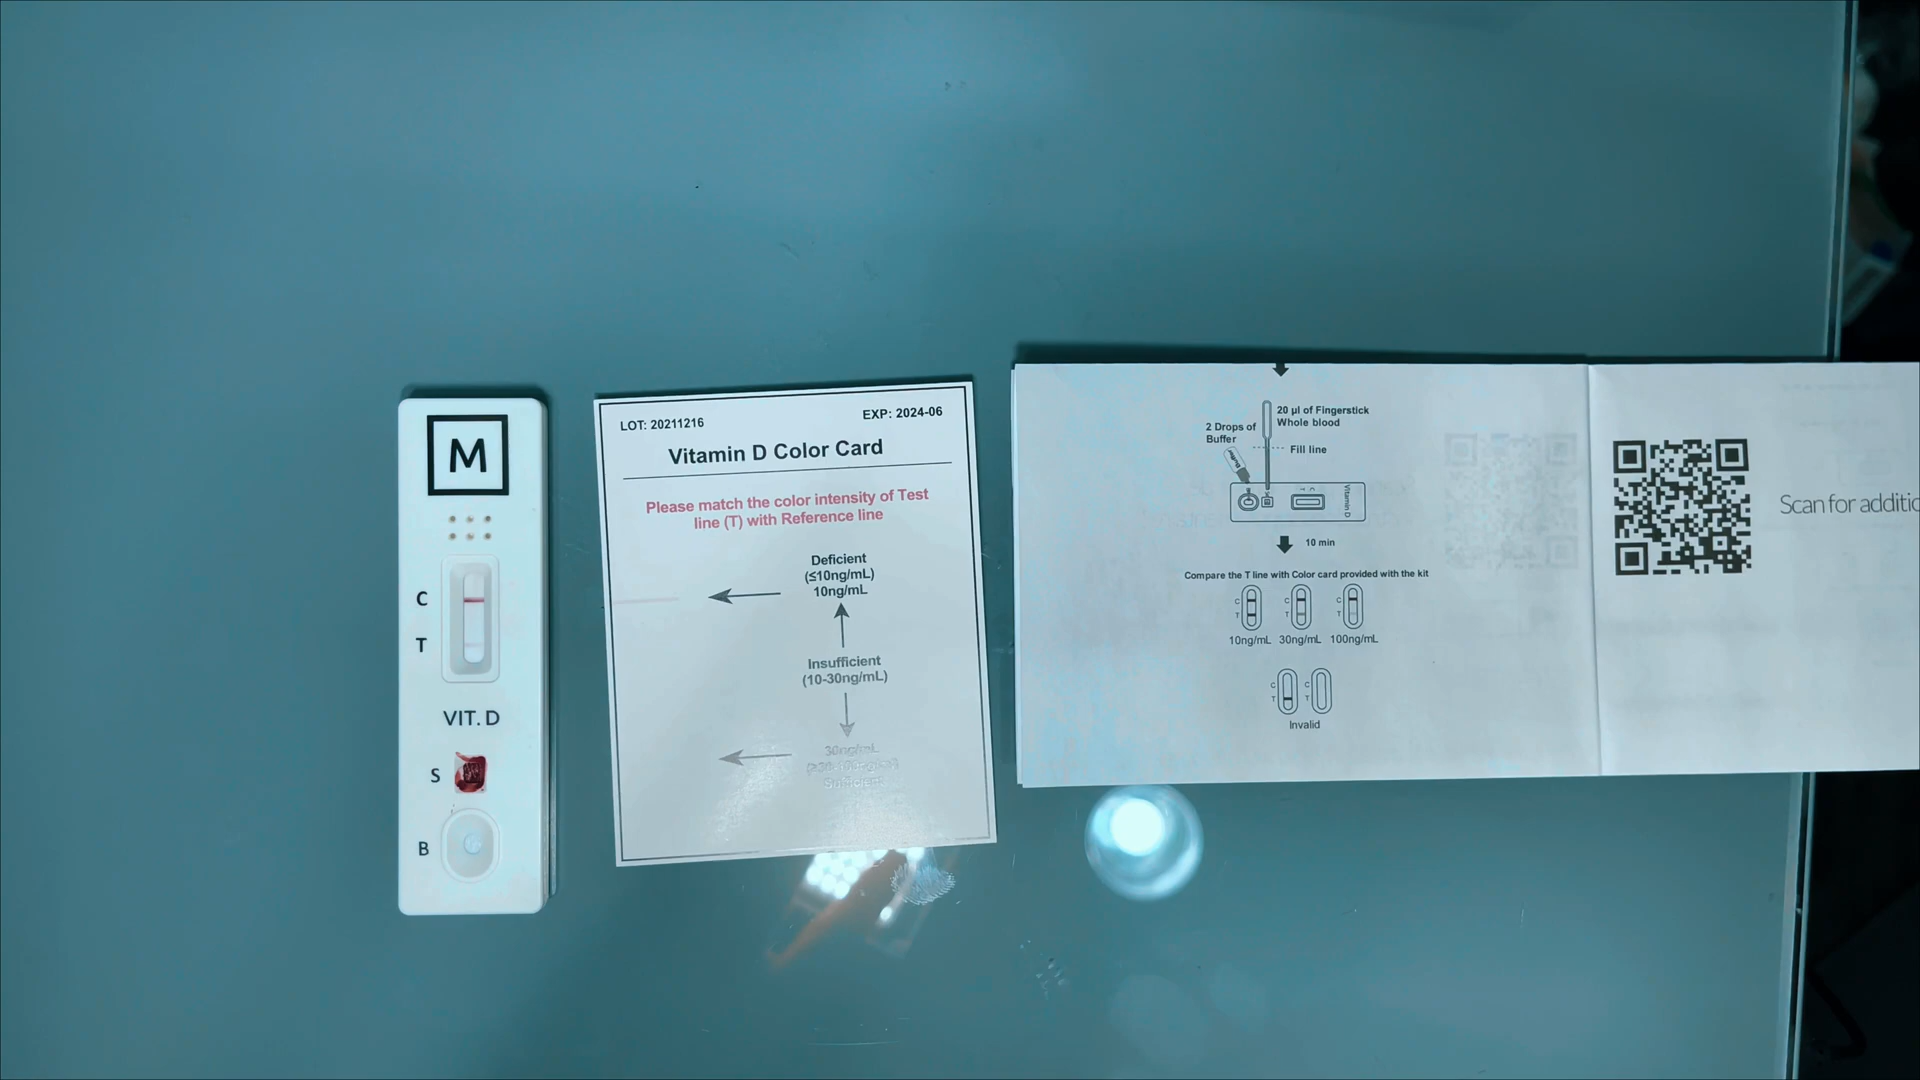 M
C
T
VIT. D
S
B
LOT: 20211216
EXP: 2024-06
Vitamin D Color Card
Please match the color intensity of Test
line (T) with Reference line
Deficient
(≤10ng/mL)
10ng/mL
Insufficient
(10-30ng/mL)
30ng/mL
Sufficient
20 µl of Fingerstick
Whole blood
2 Drops of
Buffer
Fill line
Buffer
Vitamin D
10 min
Compare the T line with Color card provided with the kit
C
T
C
T
C
T
10ng/mL 30ng/mL 100ng/mL
C
T
C
T
Invalid
Scan for additio